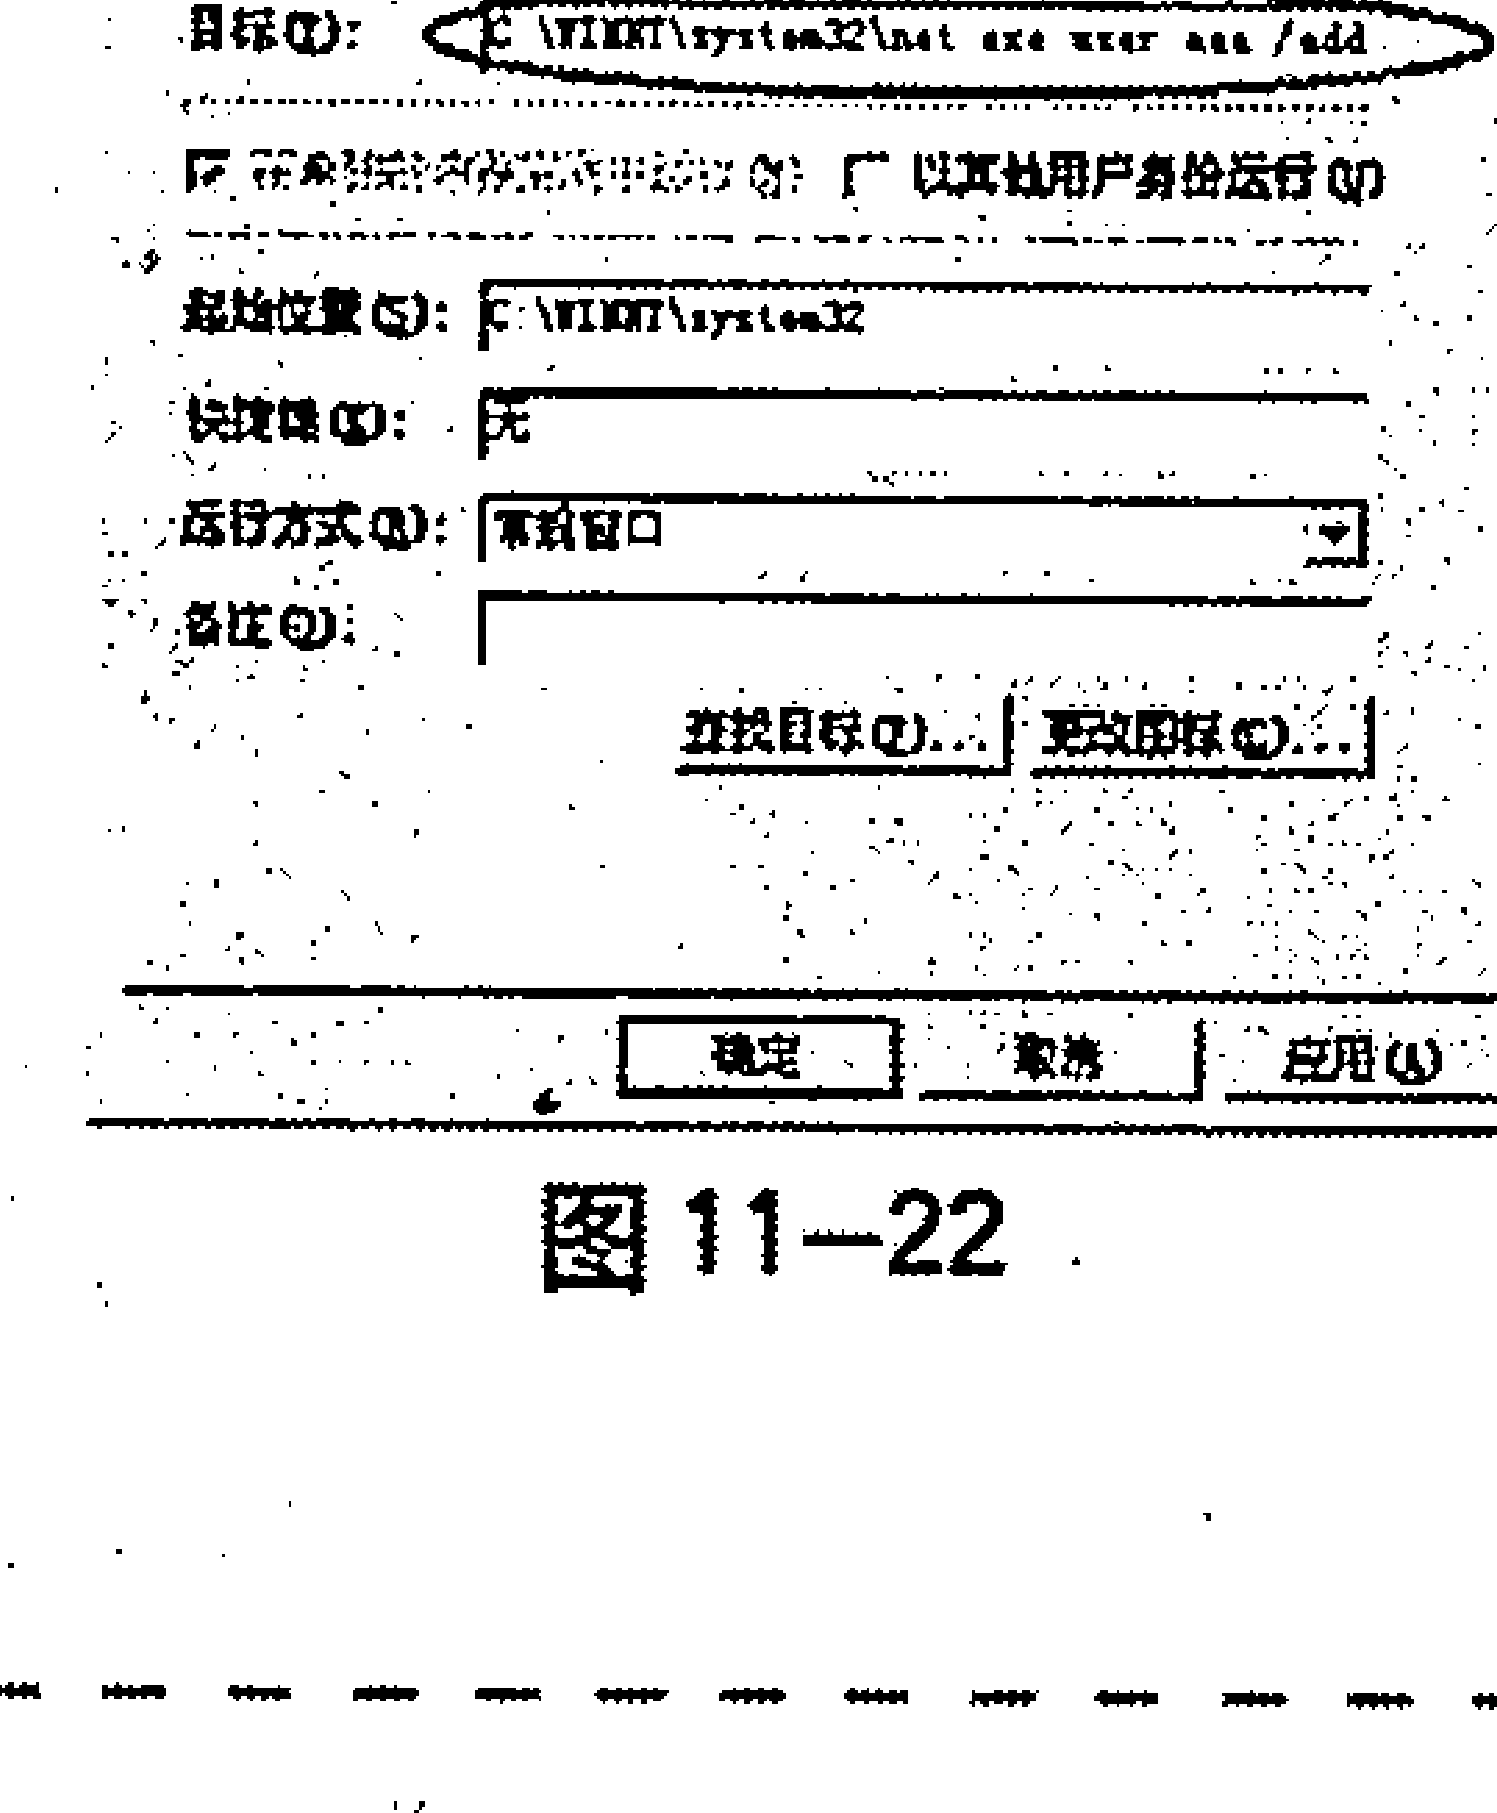 目标(T): C \WINNT\system32\net exe user aaa /add
以其他用户身份运行(U)
起始位置(S): C \WINNT\system32
快捷键(K): 无
运行方式(R): 常规窗口
备注(O):
查找目标(F)... 更改图标(C)...
确定 取消 应用(A)
图 11—22